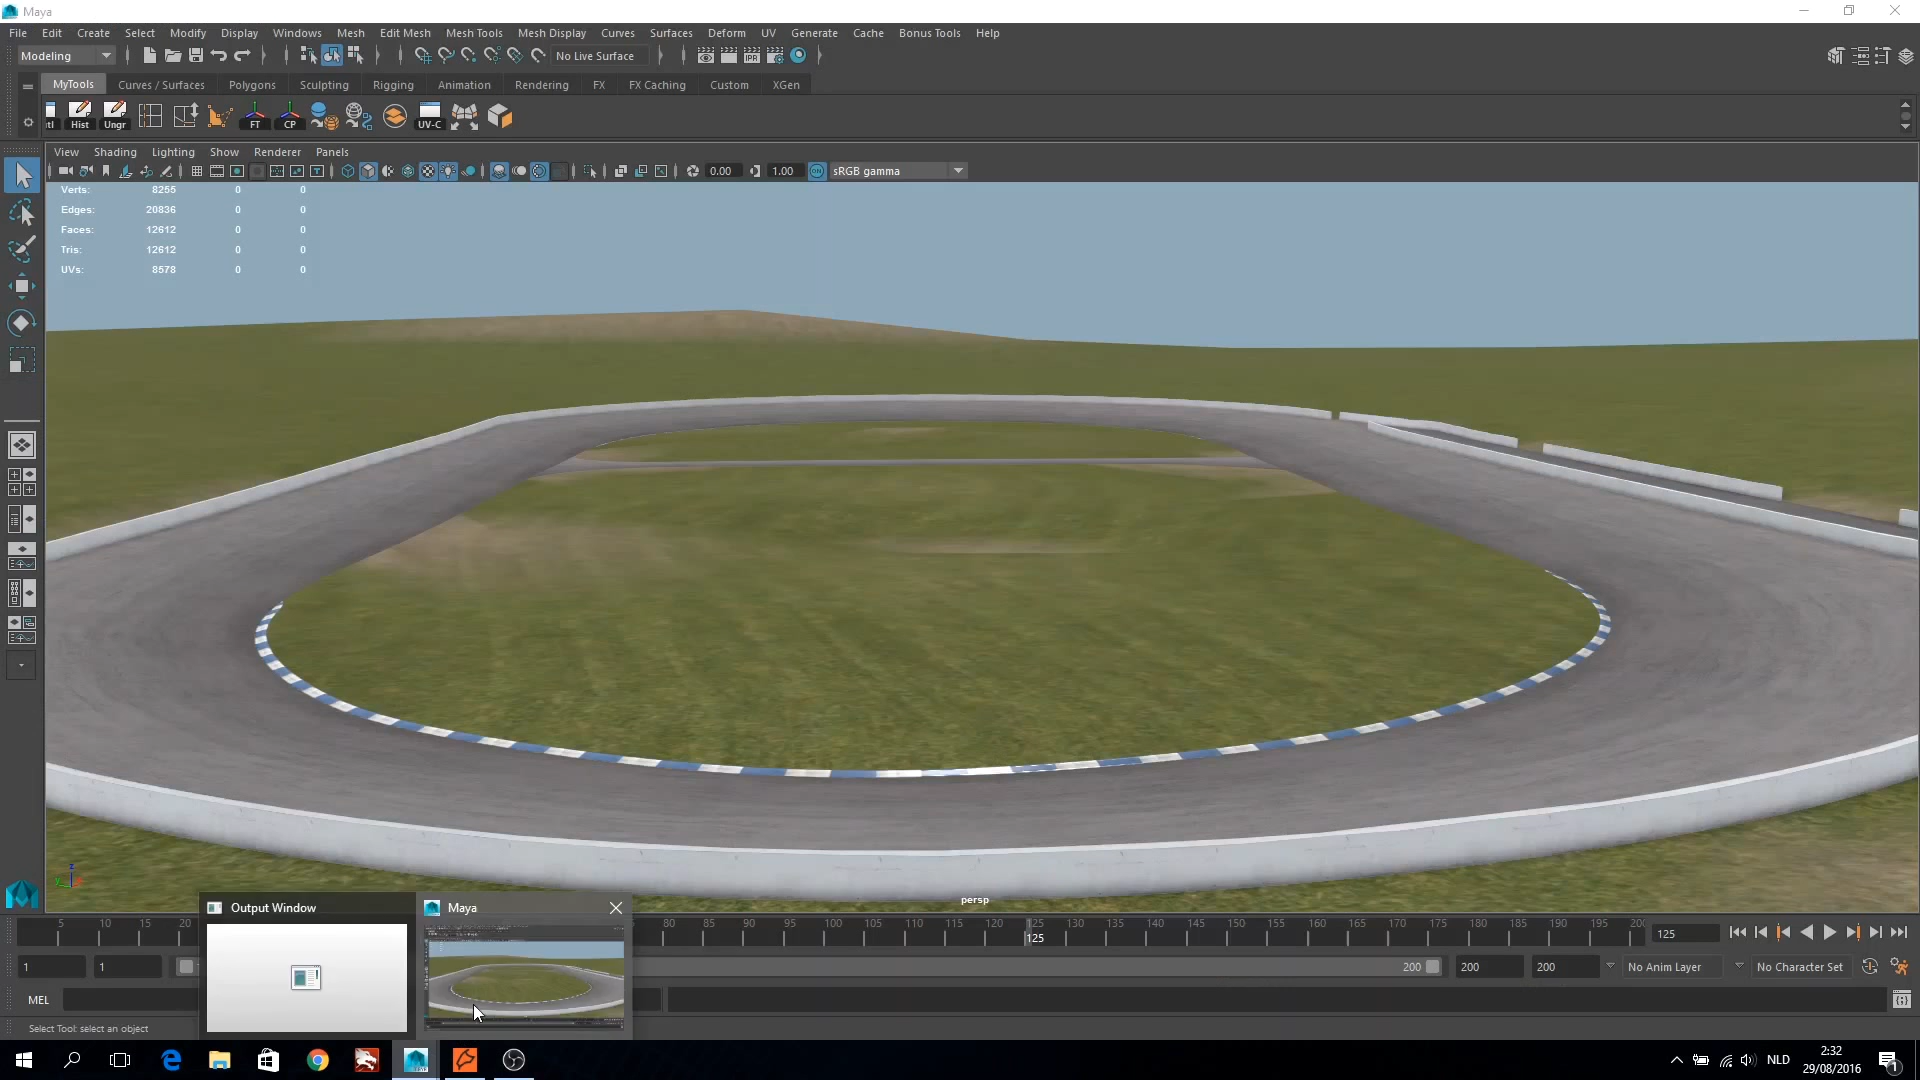 Maya
File Edit Create Select Modify Display Windows Mesh Edit Mesh Mesh Tools Mesh Display Curves Surfaces Deform UV Generate Cache Bonus Tools Help
Modeling No Live Surface IPR
MyTools Curves / Surfaces Polygons Sculpting Rigging Animation Rendering FX FX Caching Custom XGen
Hist Ungr FT CP UV-C
View Shading Lighting Show Renderer Panels
0.00 1.00 ON sRGB gamma
Verts: 8255 0 0
Edges: 20836 0 0
Faces: 12612 0 0
Tris: 12612 0 0
UVs: 8578 0 0
persp
Output Window Maya
5 10 15 20 80 85 90 95 100 105 110 115 120 125 130 135 140 145 150 155 160 165 170 175 180 185 190 195 200
125 125
1 1 200 200 200 No Anim Layer No Character Set
MEL
Select Tool: select an object
NLD
2:32
29/08/2016
1